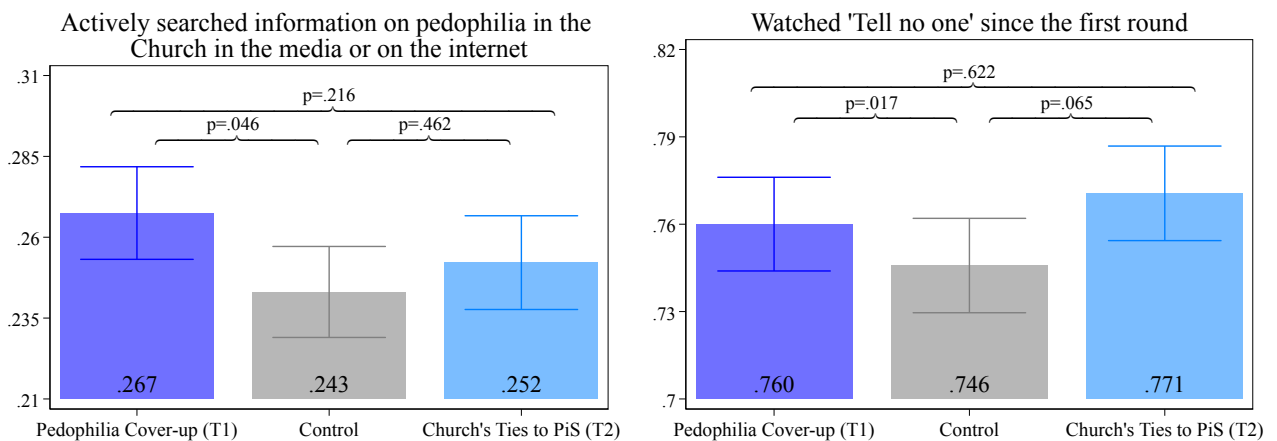 Actively searched information on pedophilia in the
Church in the media or on the internet
.31
.285
.26
.235
.21
p=.216
p=.046
p=.462
.267
.243
.252
Pedophilia Cover-up (T1)
Control
Church's Ties to PiS (T2)
Watched 'Tell no one' since the first round
.82
.79
.76
.73
.7
p=.622
p=.017
p=.065
.760
.746
.771
Pedophilia Cover-up (T1)
Control
Church's Ties to PiS (T2)